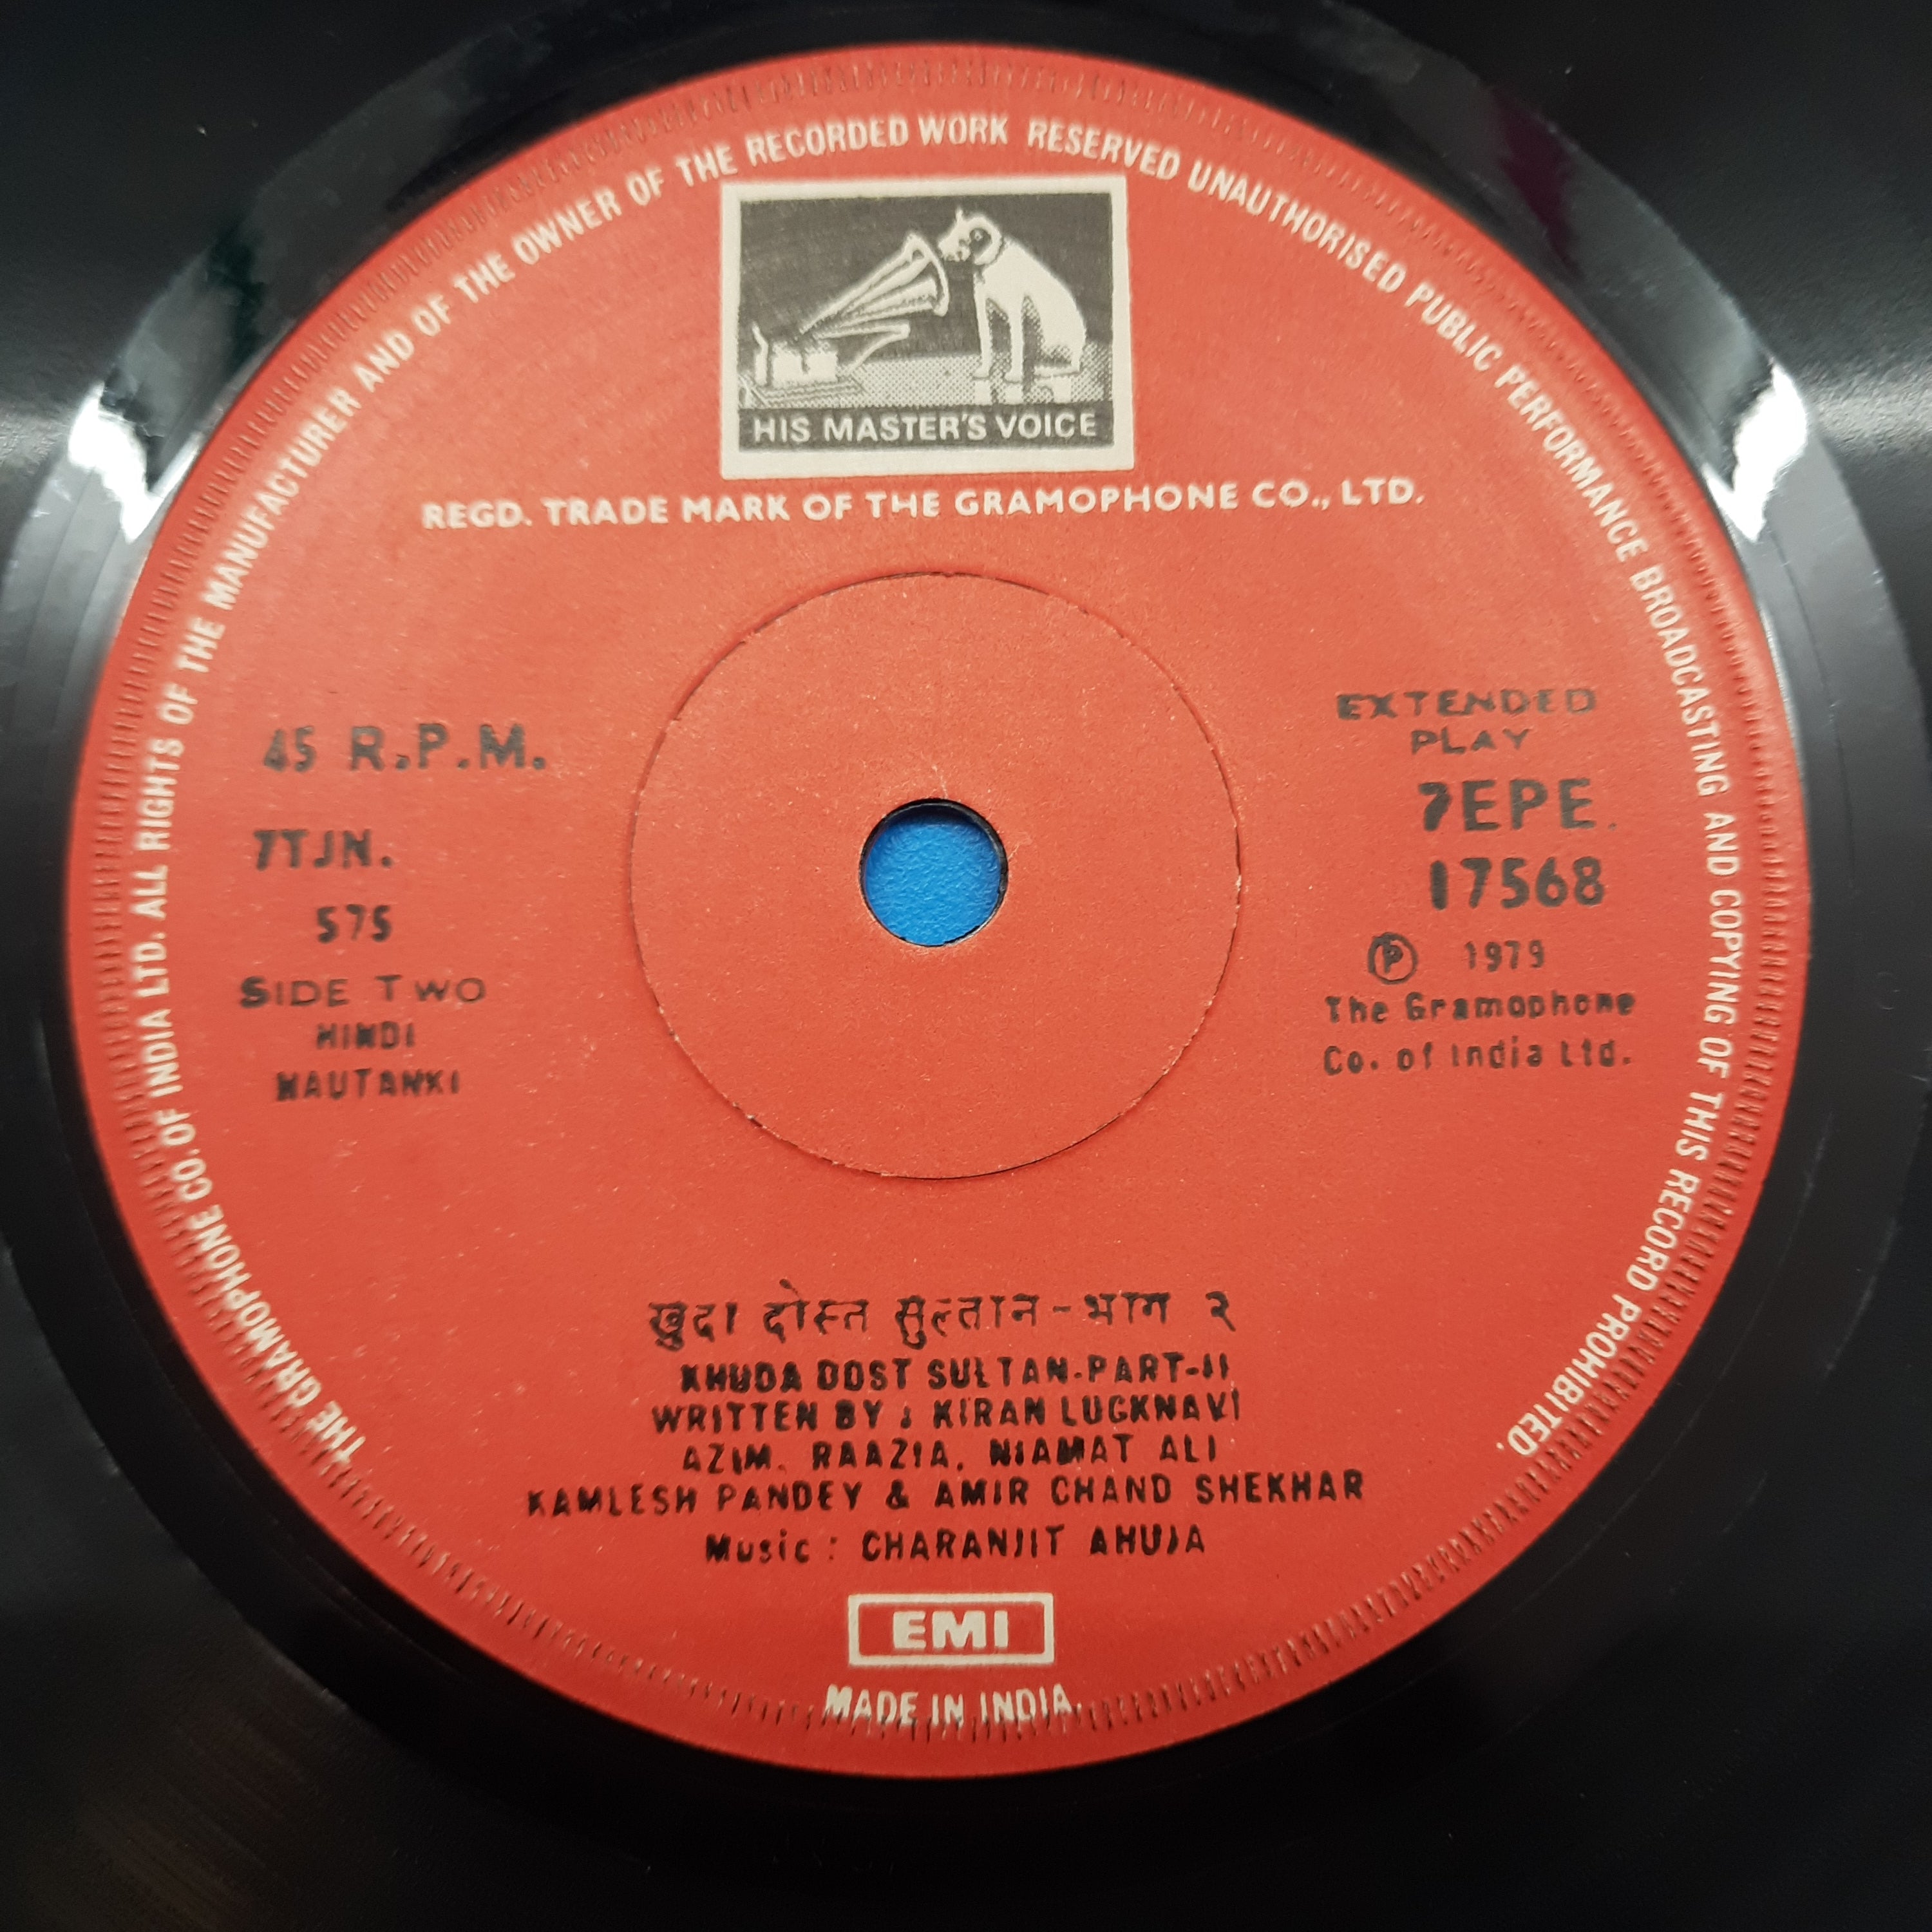 THE GRAMOPHONE CO. OF INDIA LTD. ALL RIGHTS OF THE MANUFACTURER AND OF THE OWNER OF THE RECORDED WORK RESERVED UNAUTHORISED PUBLIC PERFORMANCE BROADCASTING AND COPYING OF THIS RECORD PROHIBITED.
HIS MASTER'S VOICE
REGD. TRADE MARK OF THE GRAMOPHONE CO., LTD.
45 R.P.M.
7TJN.
575
SIDE TWO
HINDI
NAUTANKI
EXTENDED
PLAY
7EPE.
17568
Ⓟ 1979
The Gramophone
Co. of India Ltd.
खुदा दोस्त सुल्तान - भाग २
KHUDA DOST SULTAN-PART-II
WRITTEN BY : KIRAN LUCKNAVI
AZIM, RAAZIA, NIAMAT ALI
KAMLESH PANDEY & AMIR CHAND SHEKHAR
Music : CHARANJIT AHUJA
EMI
MADE IN INDIA.